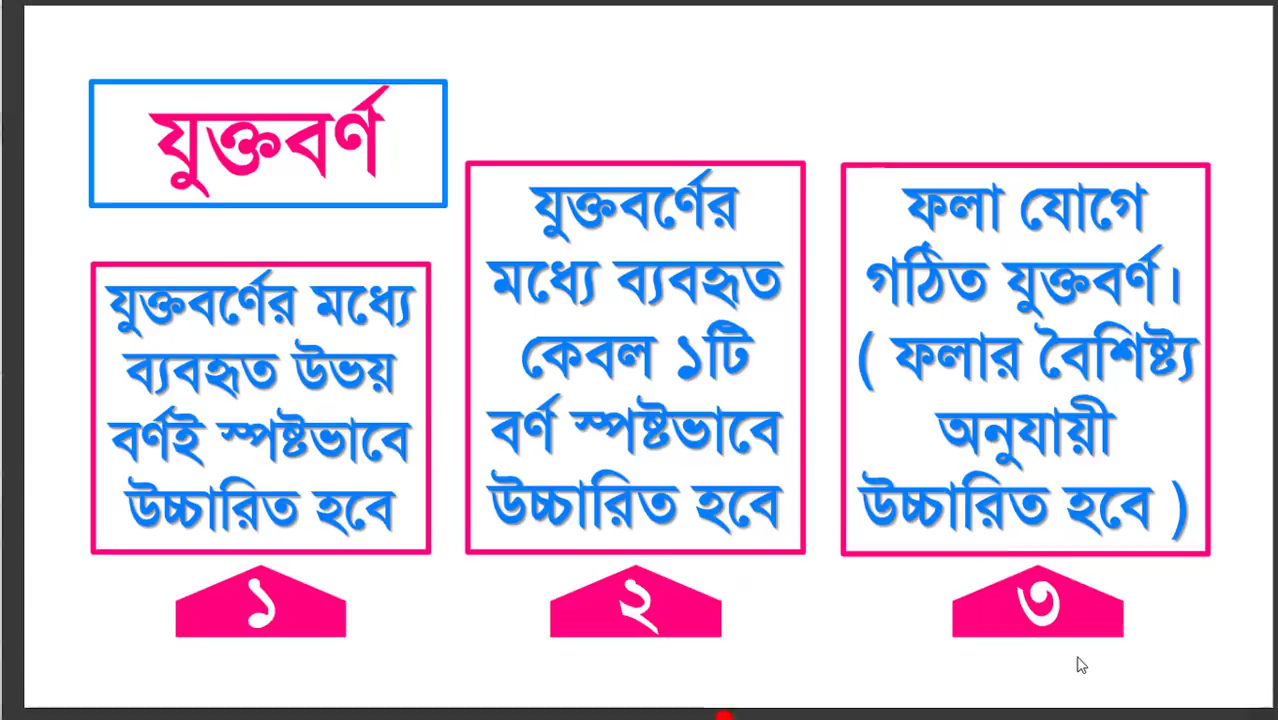 যুক্তবর্ণ
যুক্তবর্ণের মধ্যে
ব্যবহৃত উভয়
বর্ণই স্পষ্টভাবে
উচ্চারিত হবে
১
যুক্তবর্ণের
মধ্যে ব্যবহৃত
কেবল ১টি
বর্ণ স্পষ্টভাবে
উচ্চারিত হবে
২
ফলা যোগে
গঠিত যুক্তবর্ণ।
( ফলার বৈশিষ্ট্য
অনুযায়ী
উচ্চারিত হবে )
৩